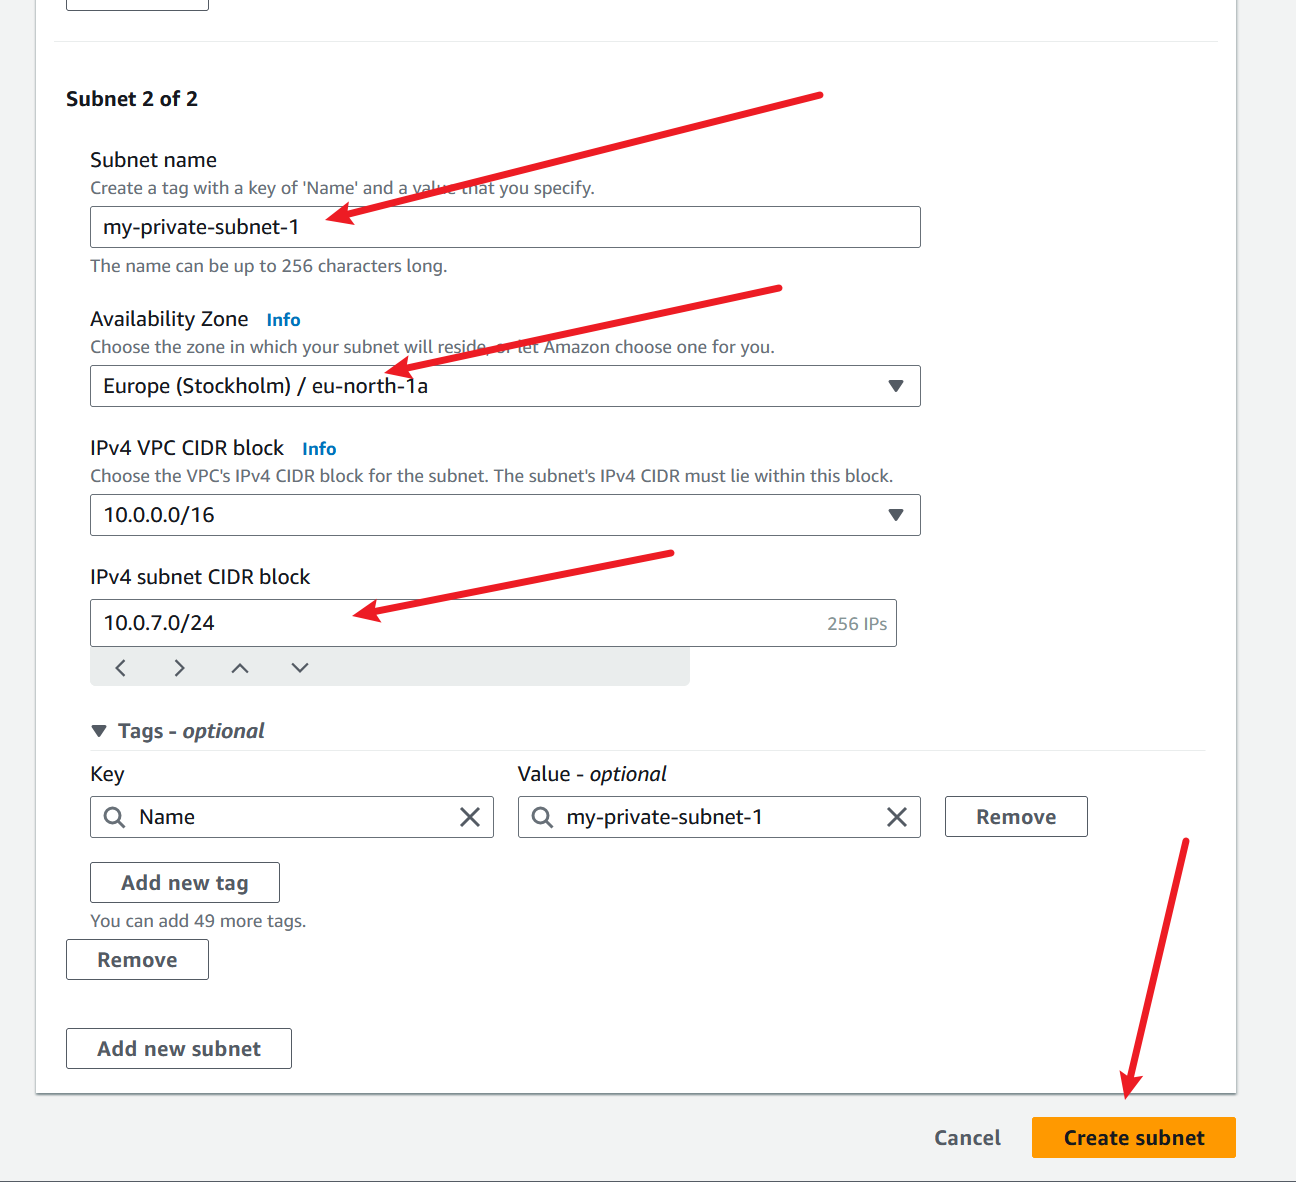 Subnet 2 of 2
Subnet name
Create a tag with a key of 'Name' and a value that you specify.
my-private-subnet-1
The name can be up to 256 characters long.
Availability Zone Info
Choose the zone in which your subnet will reside, or let Amazon choose one for you.
Europe (Stockholm) / eu-north-1a
IPv4 VPC CIDR block Info
Choose the VPC's IPv4 CIDR block for the subnet. The subnet's IPv4 CIDR must lie within this block.
10.0.0.0/16
IPv4 subnet CIDR block
10.0.7.0/24 256 IPs
Tags - optional
Key Value - optional
Name my-private-subnet-1 Remove
Add new tag
You can add 49 more tags.
Remove
Add new subnet
Cancel Create subnet